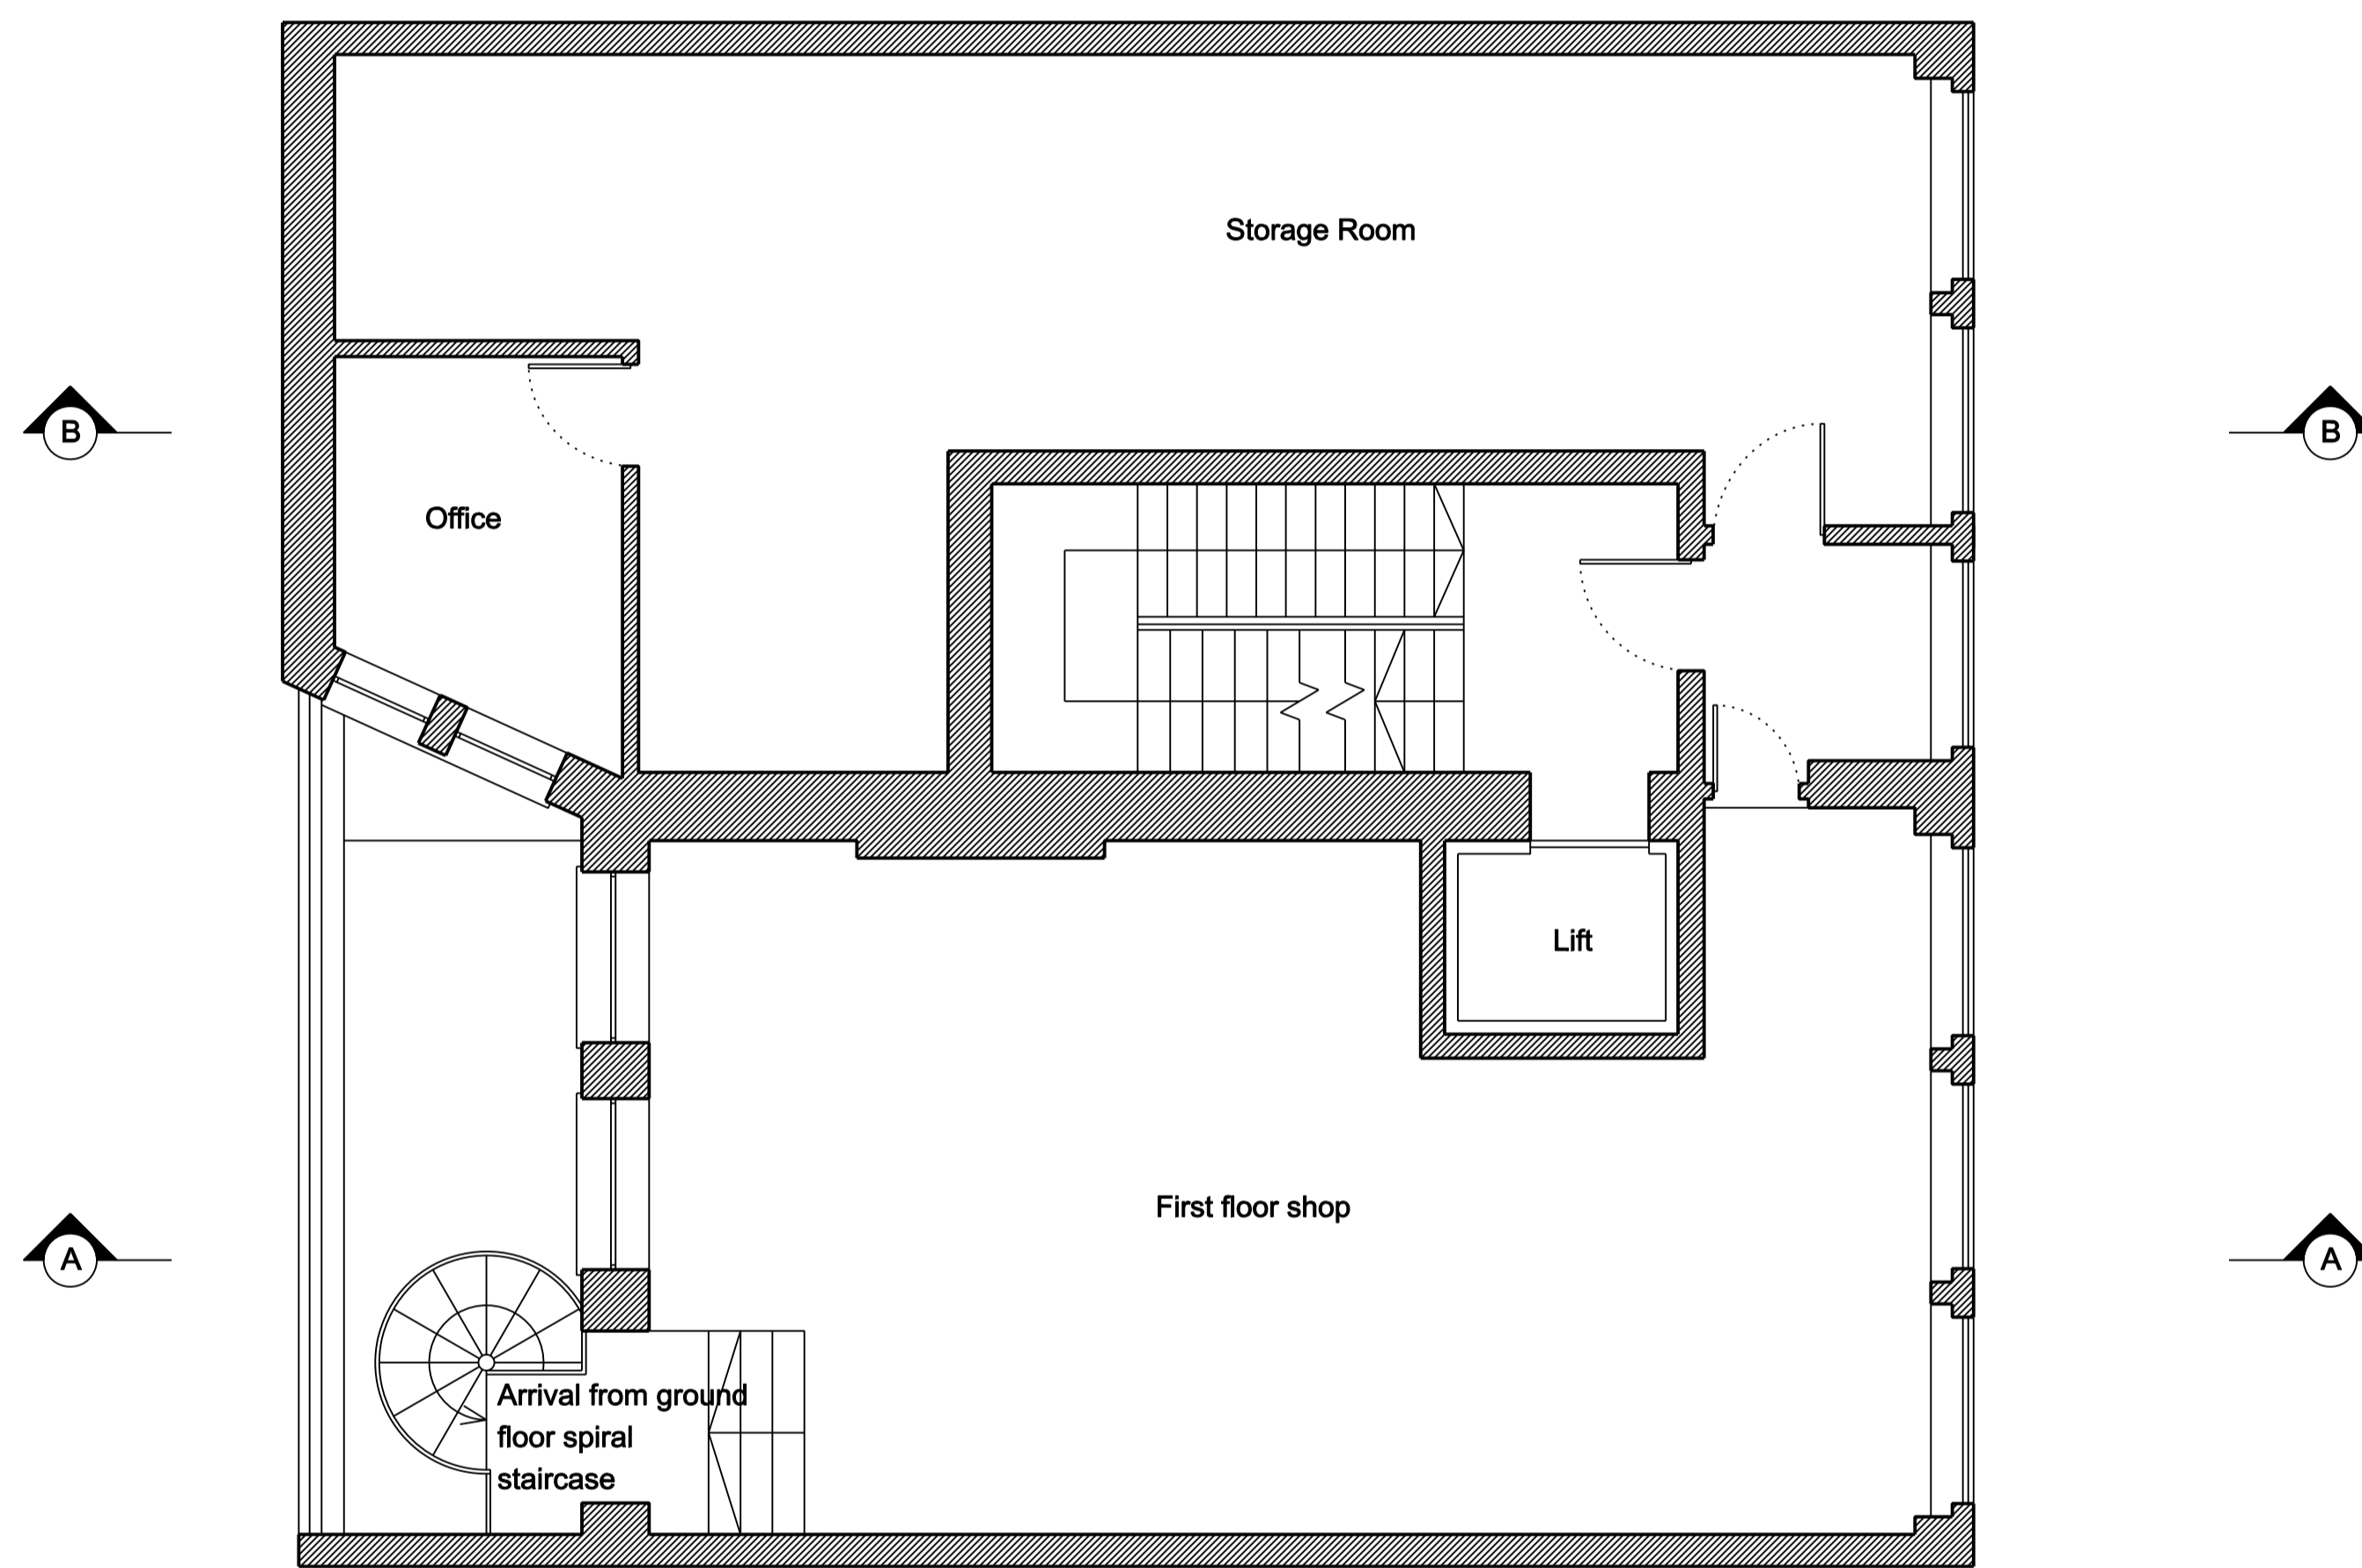 Storage Room
B
B
Office
Lift
First floor shop
A
A
Arrival from ground
floor spiral
staircase